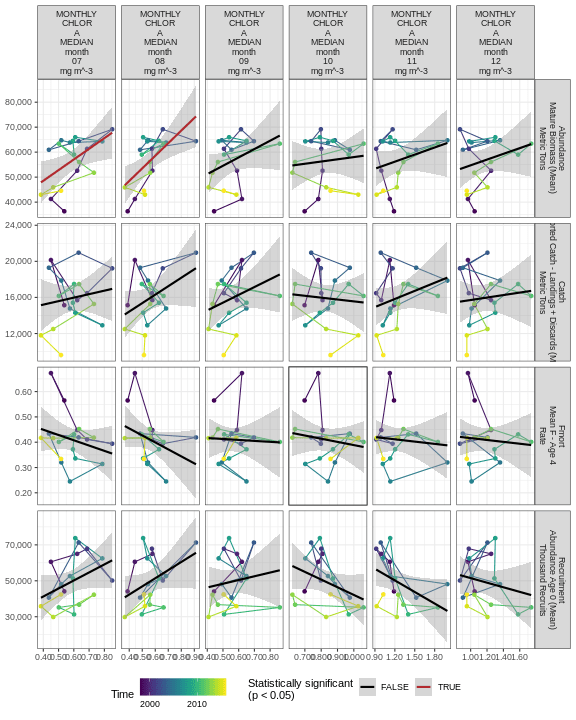 MONTHLY MONTHLY MONTHLY MONTHLY MONTHLY MONTHLY
CHLOR CHLOR CHLOR CHLOR CHLOR CHLOR
A A A A A A
MEDIAN MEDIAN MEDIAN MEDIAN MEDIAN MEDIAN
month month month month month month
07 08 09 10 11 12
mg m^-3 mg m^-3 mg m^-3 mg m^-3 mg m^-3 mg m^-3
80,000
70,000
60,000
50,000
40,000
Abundance
Mature Biomass (Mean)
Metric Tons
24,000
20,000
16,000
12,000
Catch
rted Catch - Landings + Discards (M
Metric Tons
0.60
0.50
0.40
0.30
0.20
Fmort
Mean F - Age 4
Rate
70,000
50,000
30,000
Recruitment
Abundance Age 0 (Mean)
Thousand Recruits
0.40 0.50 0.60 0.70 0.80 0.40 0.50 0.60 0.70 0.80 0.90 0.40 0.50 0.60 0.70 0.80 0.70 0.80 0.90 1.00 0.90 1.20 1.50 1.80 1.00 1.20 1.40 1.60
Time
2000 2010
Statistically significant
(p < 0.05)
FALSE TRUE